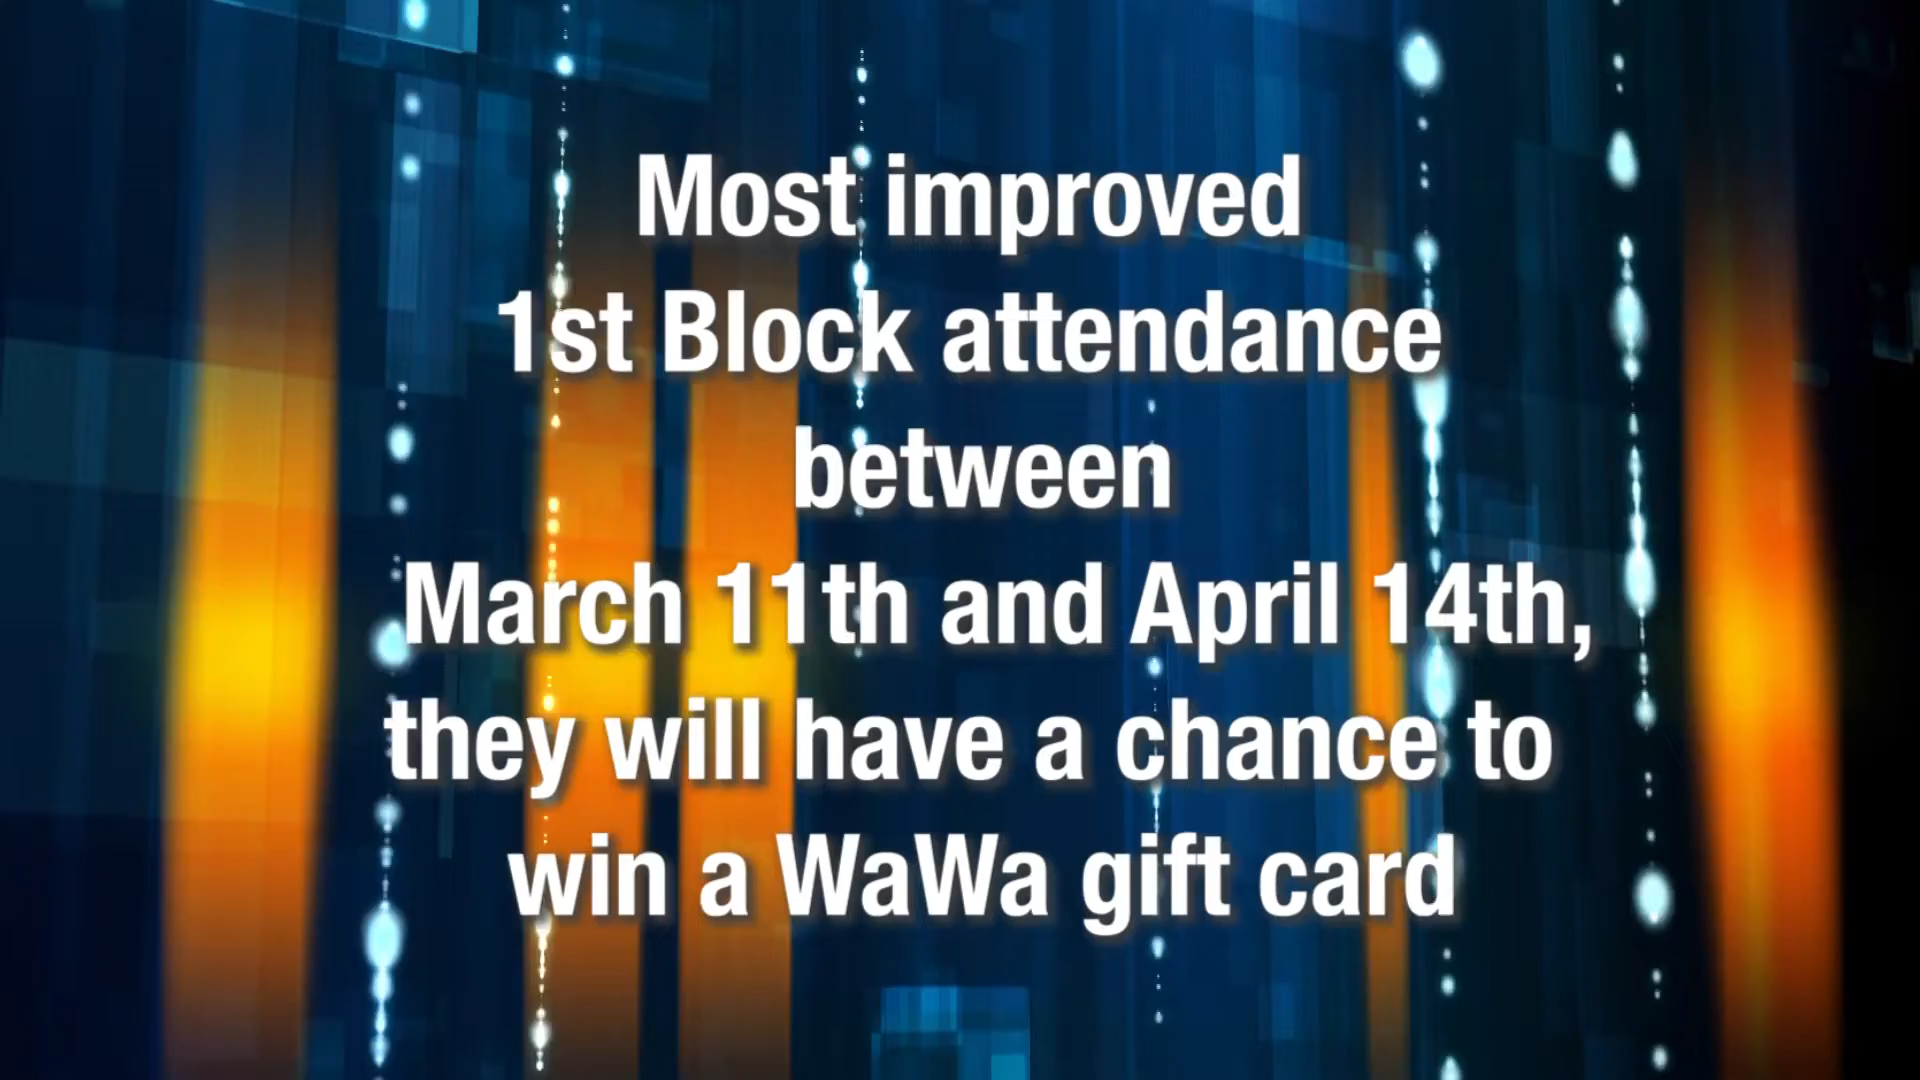 Most improved
1st Block attendance
between
March 11th and April 14th,
they will have a chance to
win a WaWa gift card